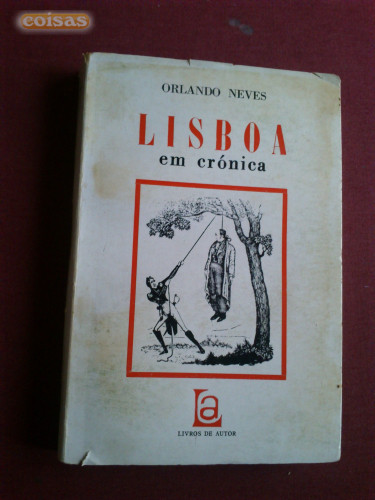 coisas
ORLANDO NEVES
LISBOA
em crónica
La
LIVROS DE AUTOR